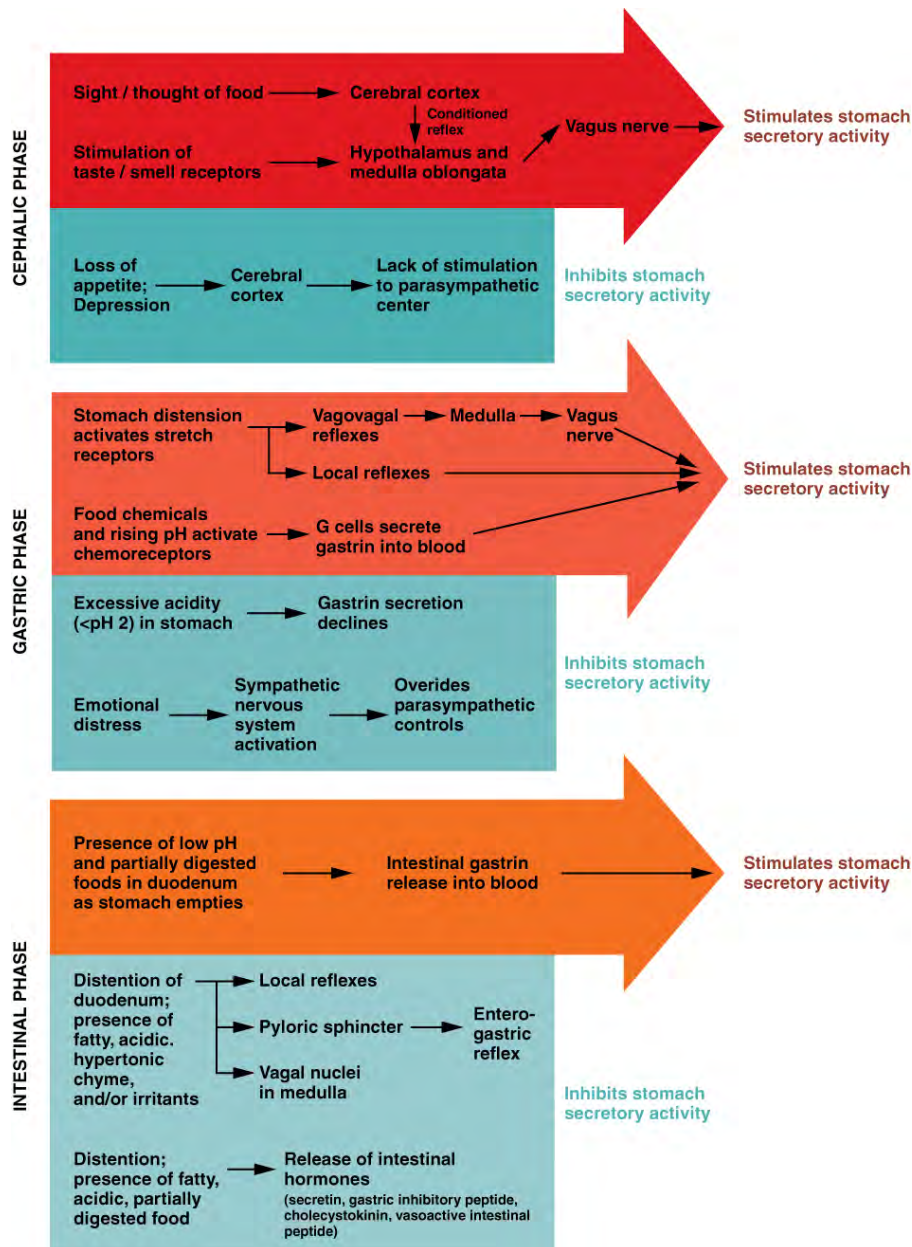 CEPHALIC PHASE
Sight / thought of food
Cerebral cortex
Conditioned
reflex
Stimulation of
taste / smell receptors
Hypothalamus and
medulla oblongata
Vagus nerve
Stimulates stomach
secretory activity
Loss of
appetite;
Depression
Cerebral
cortex
Lack of stimulation
to parasympathetic
center
Inhibits stomach
secretory activity
GASTRIC PHASE
Stomach distension
activates stretch
receptors
Vagovagal
reflexes
Medulla
Vagus
nerve
Local reflexes
Food chemicals
and rising pH activate
chemoreceptors
G cells secrete
gastrin into blood
Stimulates stomach
secretory activity
Excessive acidity
(<pH 2) in stomach
Gastrin secretion
declines
Emotional
distress
Sympathetic
nervous
system
activation
Overides
parasympathetic
controls
Inhibits stomach
secretory activity
INTESTINAL PHASE
Presence of low pH
and partially digested
foods in duodenum
as stomach empties
Intestinal gastrin
release into blood
Stimulates stomach
secretory activity
Distention of
duodenum;
presence of
fatty, acidic.
hypertonic
chyme,
and/or irritants
Local reflexes
Pyloric sphincter
Vagal nuclei
in medulla
Entero-
gastric
reflex
Inhibits stomach
secretory activity
Distention;
presence of fatty,
acidic, partially
digested food
Release of intestinal
hormones
(secretin, gastric inhibitory peptide,
cholecystokinin, vasoactive intestinal
peptide)